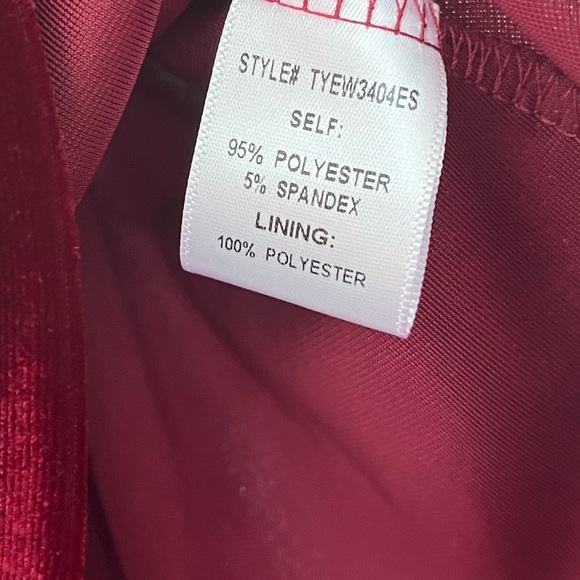 STYLE# TYEW3404ES
SELF:
95% POLYESTER
5% SPANDEX
LINING:
100% POLYESTER